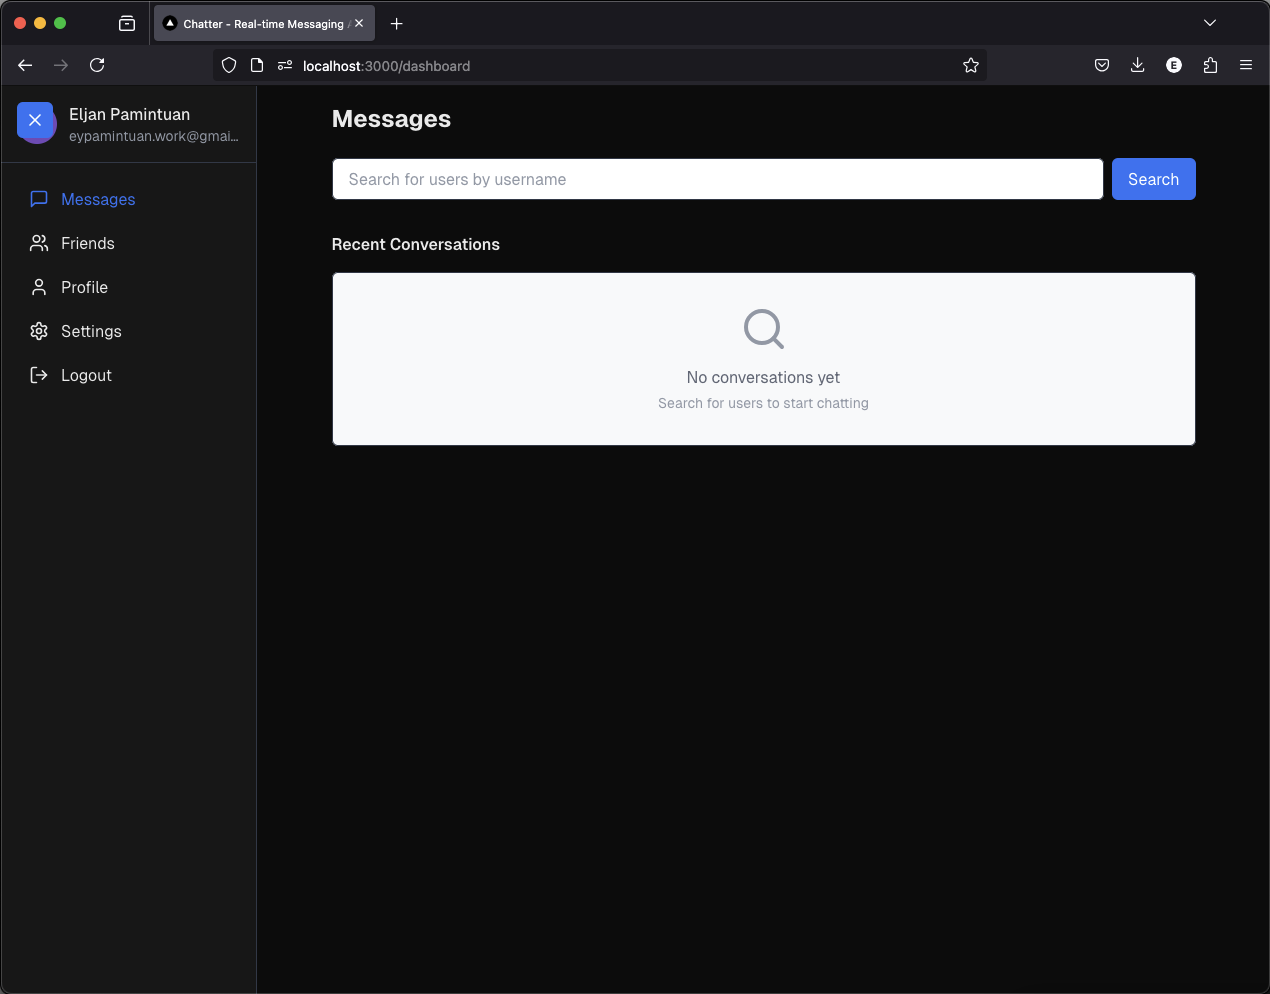 Chatter - Real-time Messaging
localhost:3000/dashboard
E
Eljan Pamintuan
eypamintuan.work@gmai...
Messages
Friends
Profile
Settings
Logout
Messages
Search for users by username
Search
Recent Conversations
No conversations yet
Search for users to start chatting